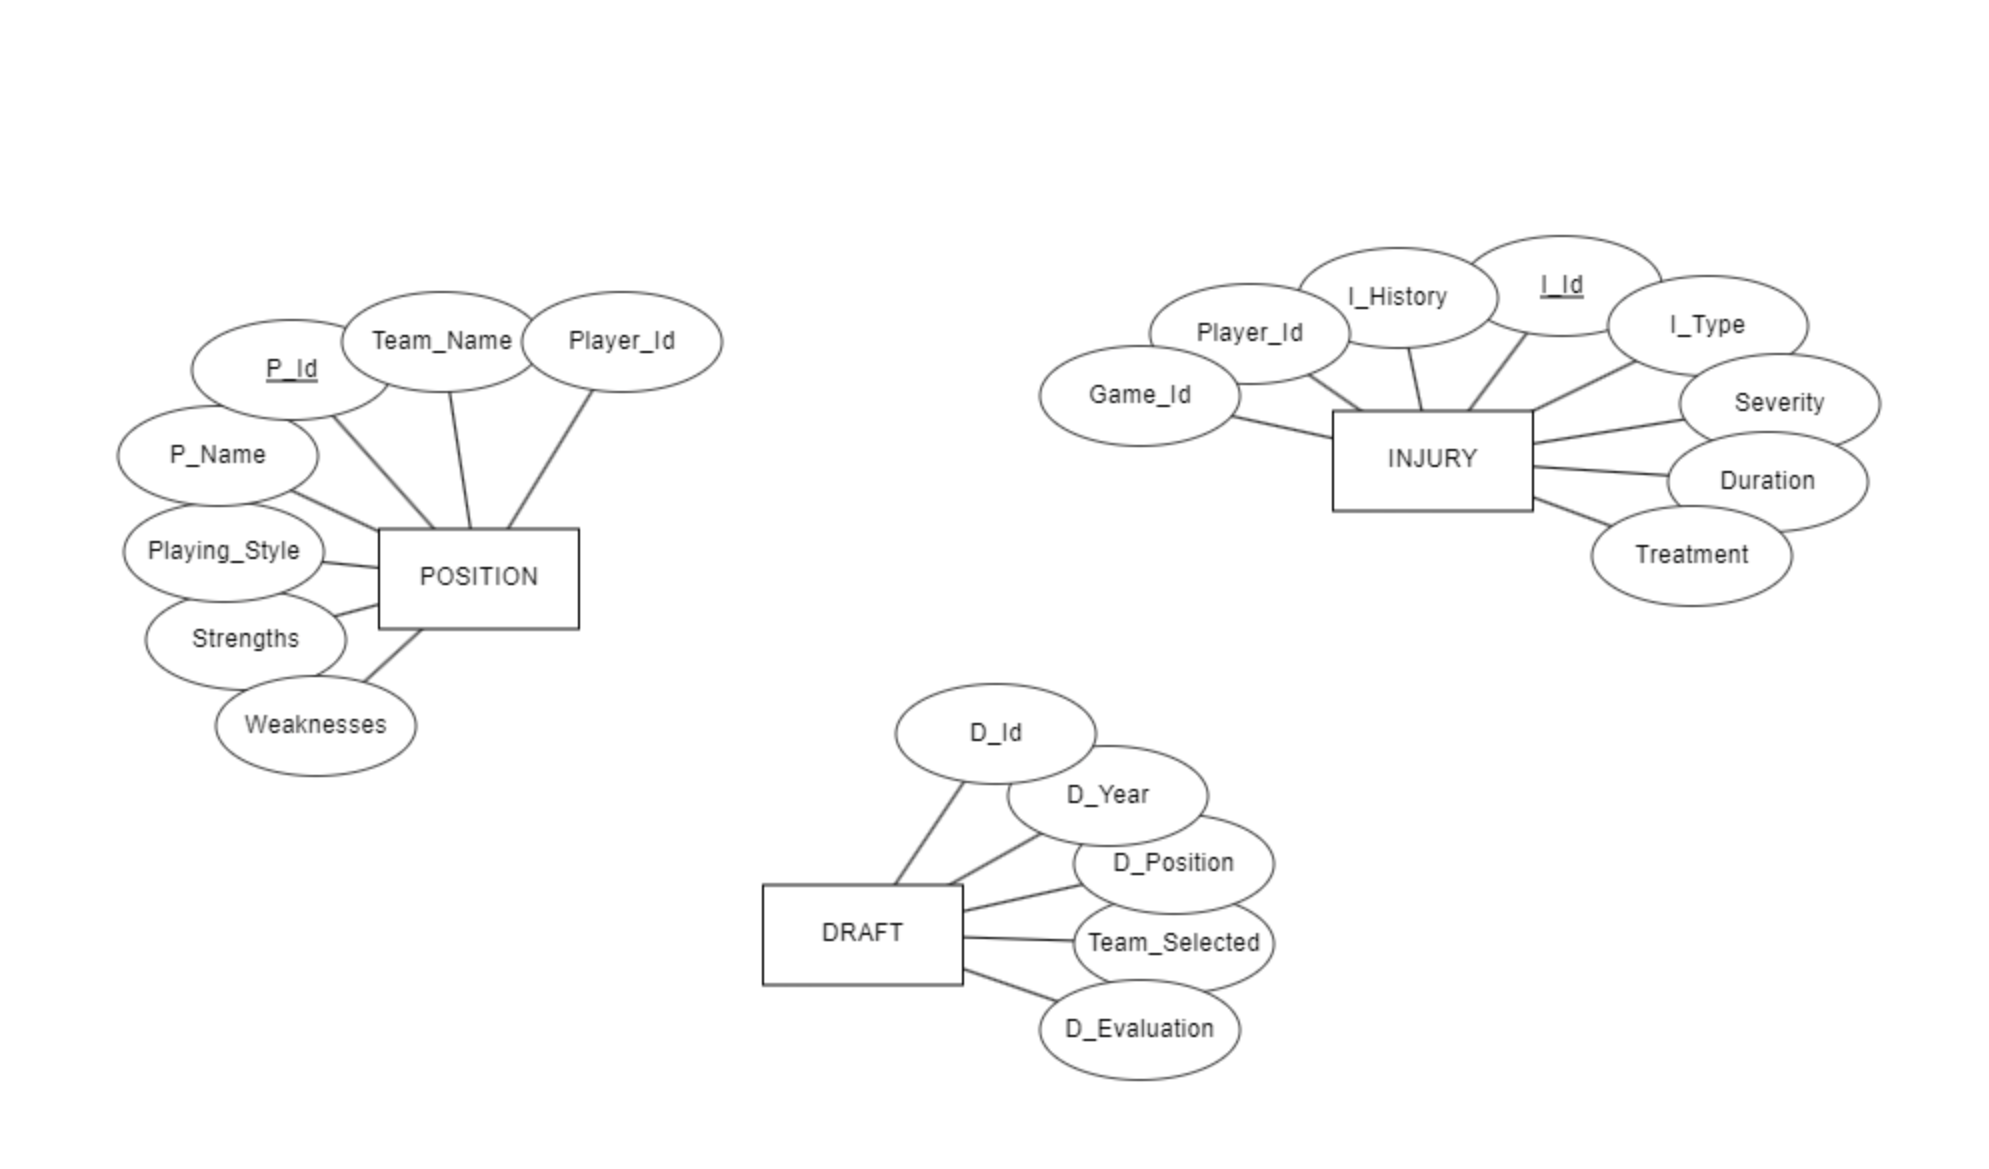 P_Id
Team_Name
Player_Id
P_Name
Playing_Style
Strengths
Weaknesses
POSITION
Game_Id
Player_Id
I_History
I_Id
I_Type
Severity
Duration
Treatment
INJURY
D_Id
D_Year
D_Position
Team_Selected
D_Evaluation
DRAFT